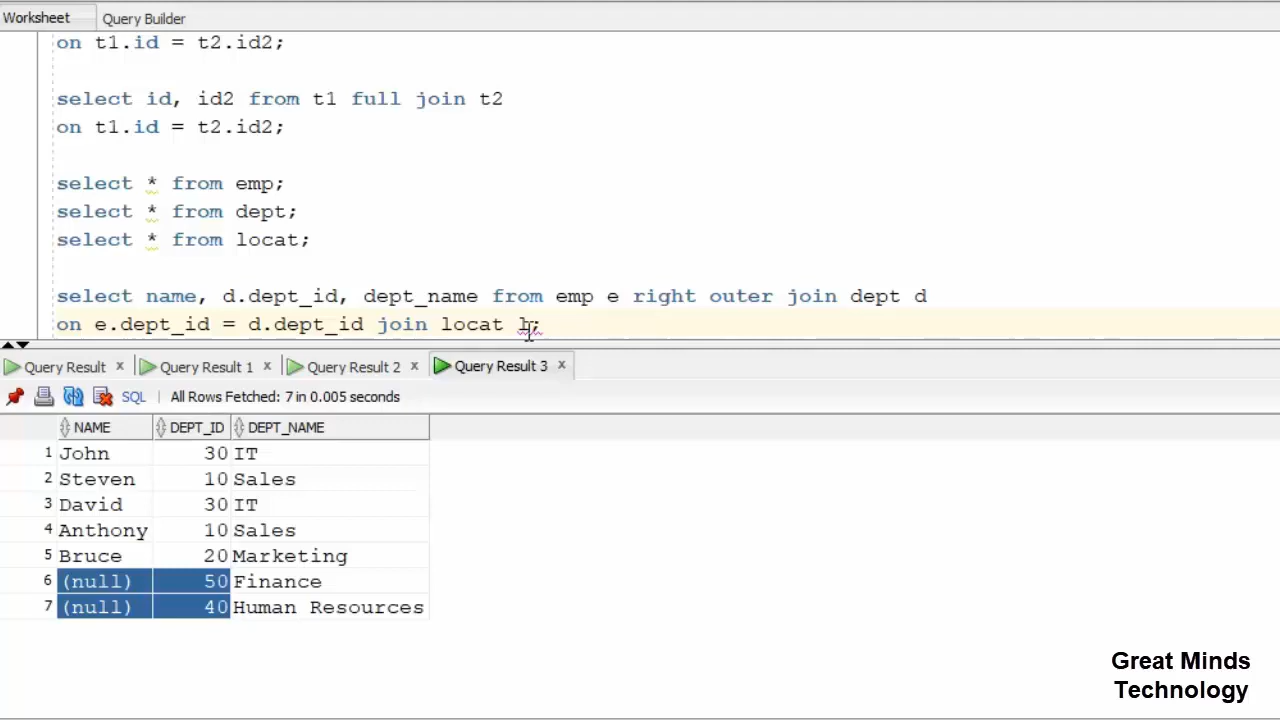 Worksheet Query Builder
on t1.id = t2.id2;
select id, id2 from t1 full join t2
on t1.id = t2.id2;
select * from emp;
select * from dept;
select * from locat;
select name, d.dept_id, dept_name from emp e right outer join dept d
on e.dept_id = d.dept_id join locat l;
Query Result x Query Result 1 x Query Result 2 x Query Result 3 x
SQL | All Rows Fetched: 7 in 0.005 seconds
NAME DEPT_ID DEPT_NAME
1 John 30 IT
2 Steven 10 Sales
3 David 30 IT
4 Anthony 10 Sales
5 Bruce 20 Marketing
6 (null) 50 Finance
7 (null) 40 Human Resources
Great Minds
Technology